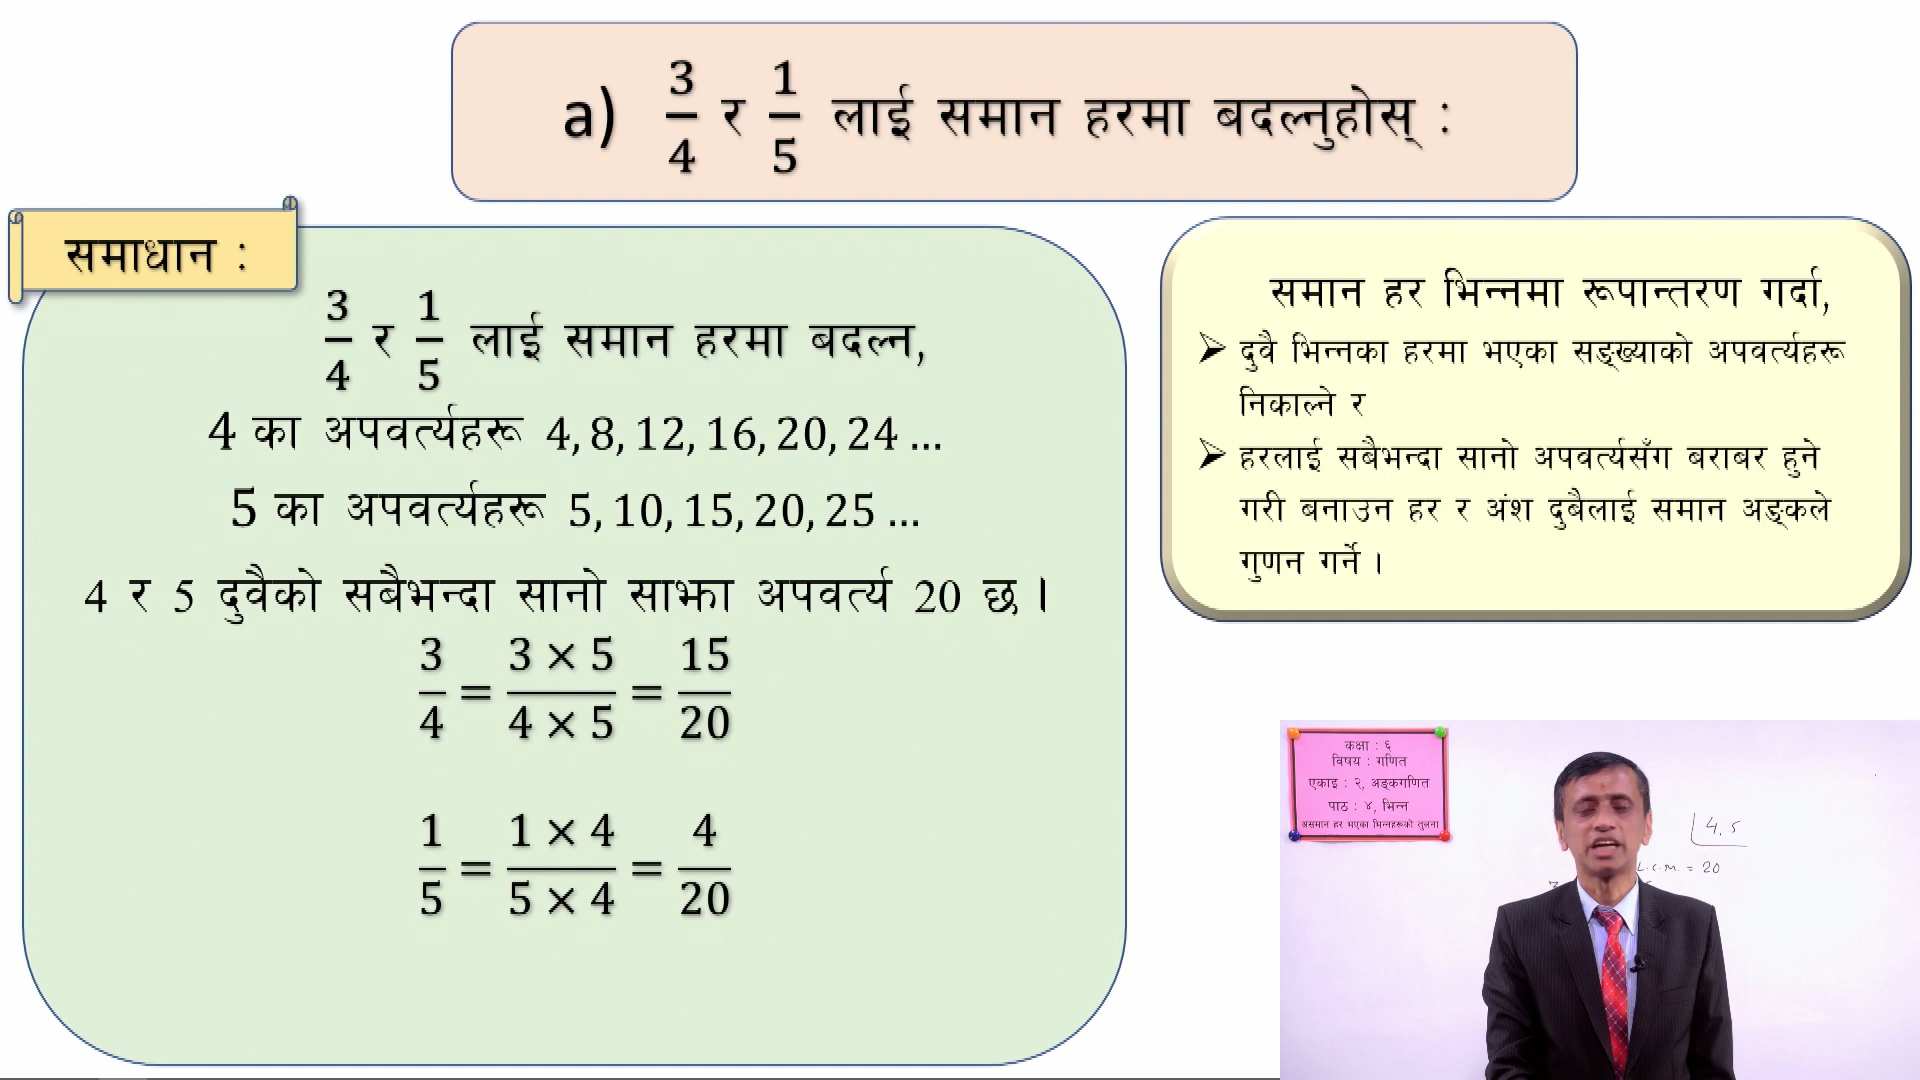 a) 3/4 र 1/5 लाई समान हरमा बदल्नुहोस् :
समाधान :
3/4 र 1/5 लाई समान हरमा बदल्न,
4 का अपवर्त्यहरू 4, 8, 12, 16, 20, 24 ...
5 का अपवर्त्यहरू 5, 10, 15, 20, 25 ...
4 र 5 दुवैको सबैभन्दा सानो साझा अपवर्त्य 20 छ ।
3/4 = 3 × 5/4 × 5 = 15/20
1/5 = 1 × 4/5 × 4 = 4/20
समान हर भिन्नमा रूपान्तरण गर्दा,
➢ दुवै भिन्नका हरमा भएका सङ्ख्याको अपवर्त्यहरू
निकाल्ने र
➢ हरलाई सबैभन्दा सानो अपवर्त्यसँग बराबर हुने
गरी बनाउन हर र अंश दुबैलाई समान अङ्कले
गुणन गर्ने ।
कक्षा : ६
विषय : गणित
एकाइ : २, अङ्कगणित
पाठ : ४, भिन्न
असमान हर भएका भिन्नहरूको तुलना
4, 5
L.C.M. = 20